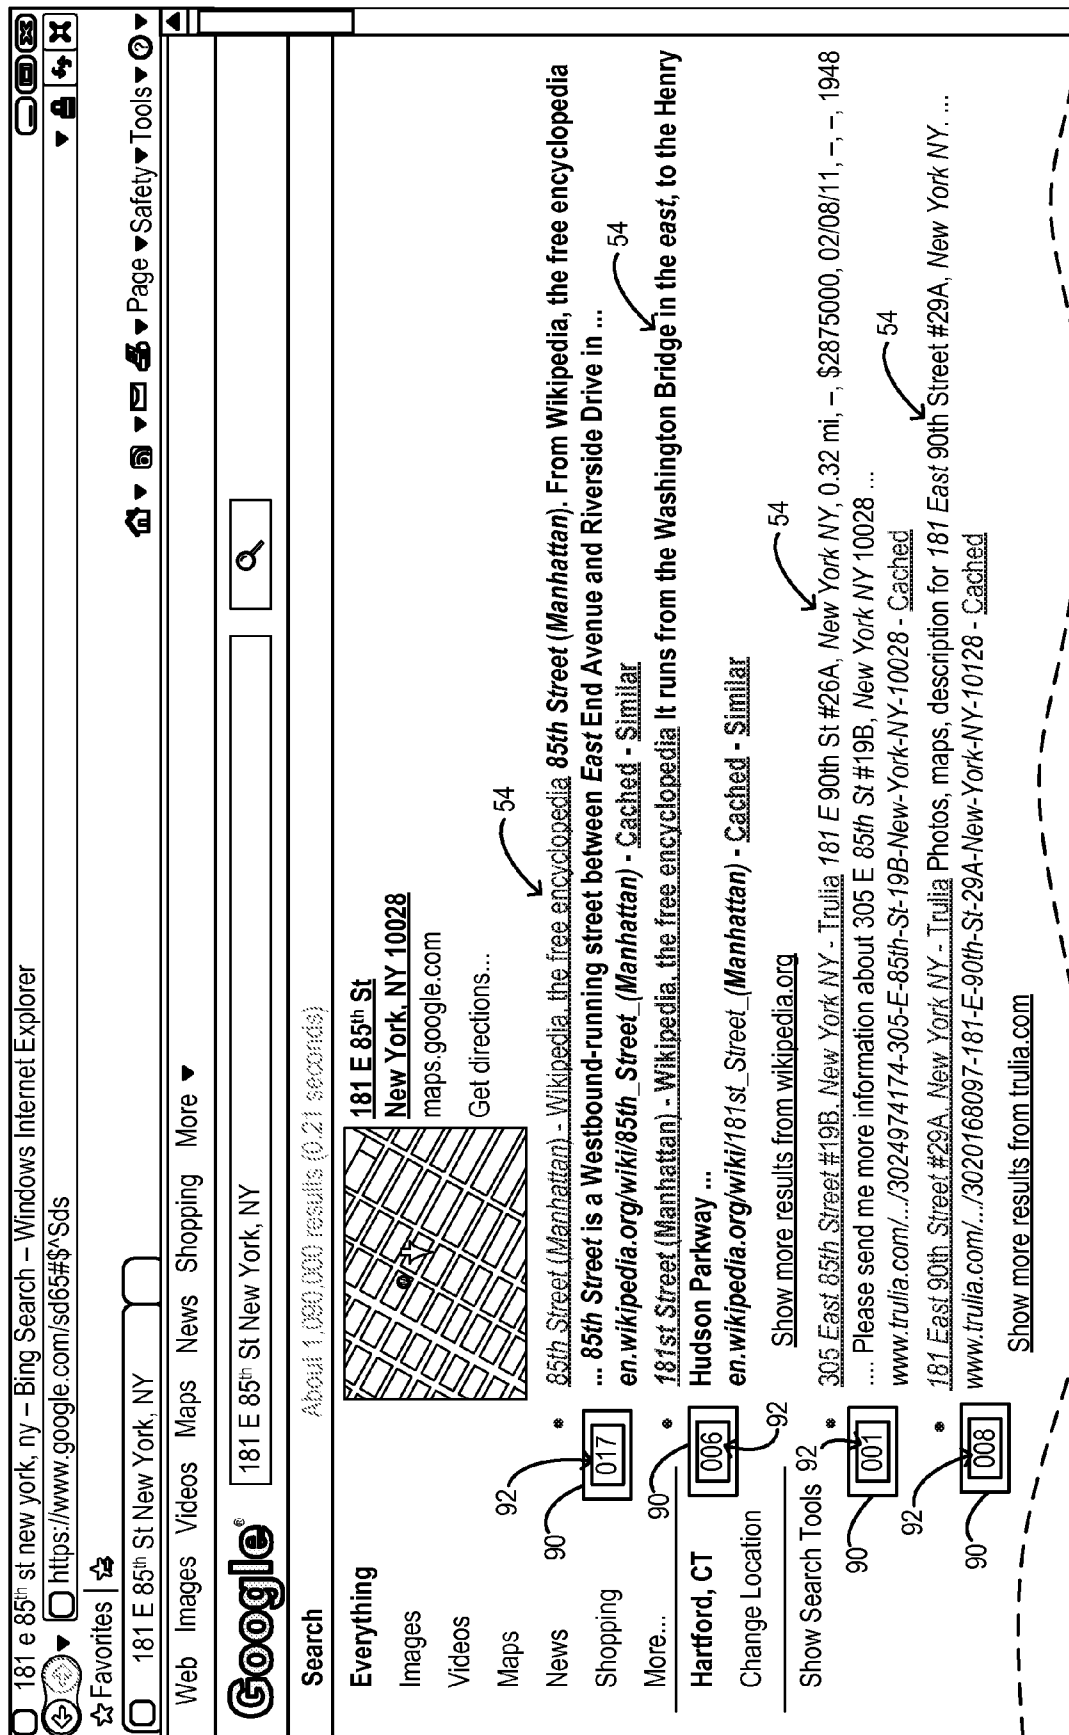 181 e 85th st new york, ny – Bing Search – Windows Internet Explorer
https://www.google.com/sd65#$^Sds
Favorites
181 E 85th St New York, NY
Page Safety Tools
Web Images Videos Maps News Shopping More
Google®
181 E 85th St New York, NY
Search
About 1,090,000 results (0.21 seconds)
Everything
Images
Videos
Maps
News
Shopping
More...
Hartford, CT
Change Location
Show Search Tools
181 E 85th St
New York, NY 10028
maps.google.com
Get directions...
54
92
90
017
85th Street (Manhattan) - Wikipedia, the free encyclopedia 85th Street (Manhattan). From Wikipedia, the free encyclopedia
... 85th Street is a Westbound-running street between East End Avenue and Riverside Drive in ...
en.wikipedia.org/wiki/85th_Street_(Manhattan) - Cached - Similar
54
90
006
92
181st Street (Manhattan) - Wikipedia, the free encyclopedia It runs from the Washington Bridge in the east, to the Henry
Hudson Parkway ...
en.wikipedia.org/wiki/181st_Street_(Manhattan) - Cached - Similar
Show more results from wikipedia.org
54
92
001
90
305 East 85th Street #19B, New York NY - Trulia 181 E 90th St #26A, New York NY, 0.32 mi, –, $2875000, 02/08/11, –, –, 1948
.... Please send me more information about 305 E 85th St #19B, New York NY 10028 ...
www.trulia.com/.../3024974174-305-E-85th-St-19B-New-York-NY-10028 - Cached
54
92
008
90
181 East 90th Street #29A, New York NY - Trulia Photos, maps, description for 181 East 90th Street #29A, New York NY. ...
www.trulia.com/.../3020168097-181-E-90th-St-29A-New-York-NY-10128 - Cached
Show more results from trulia.com